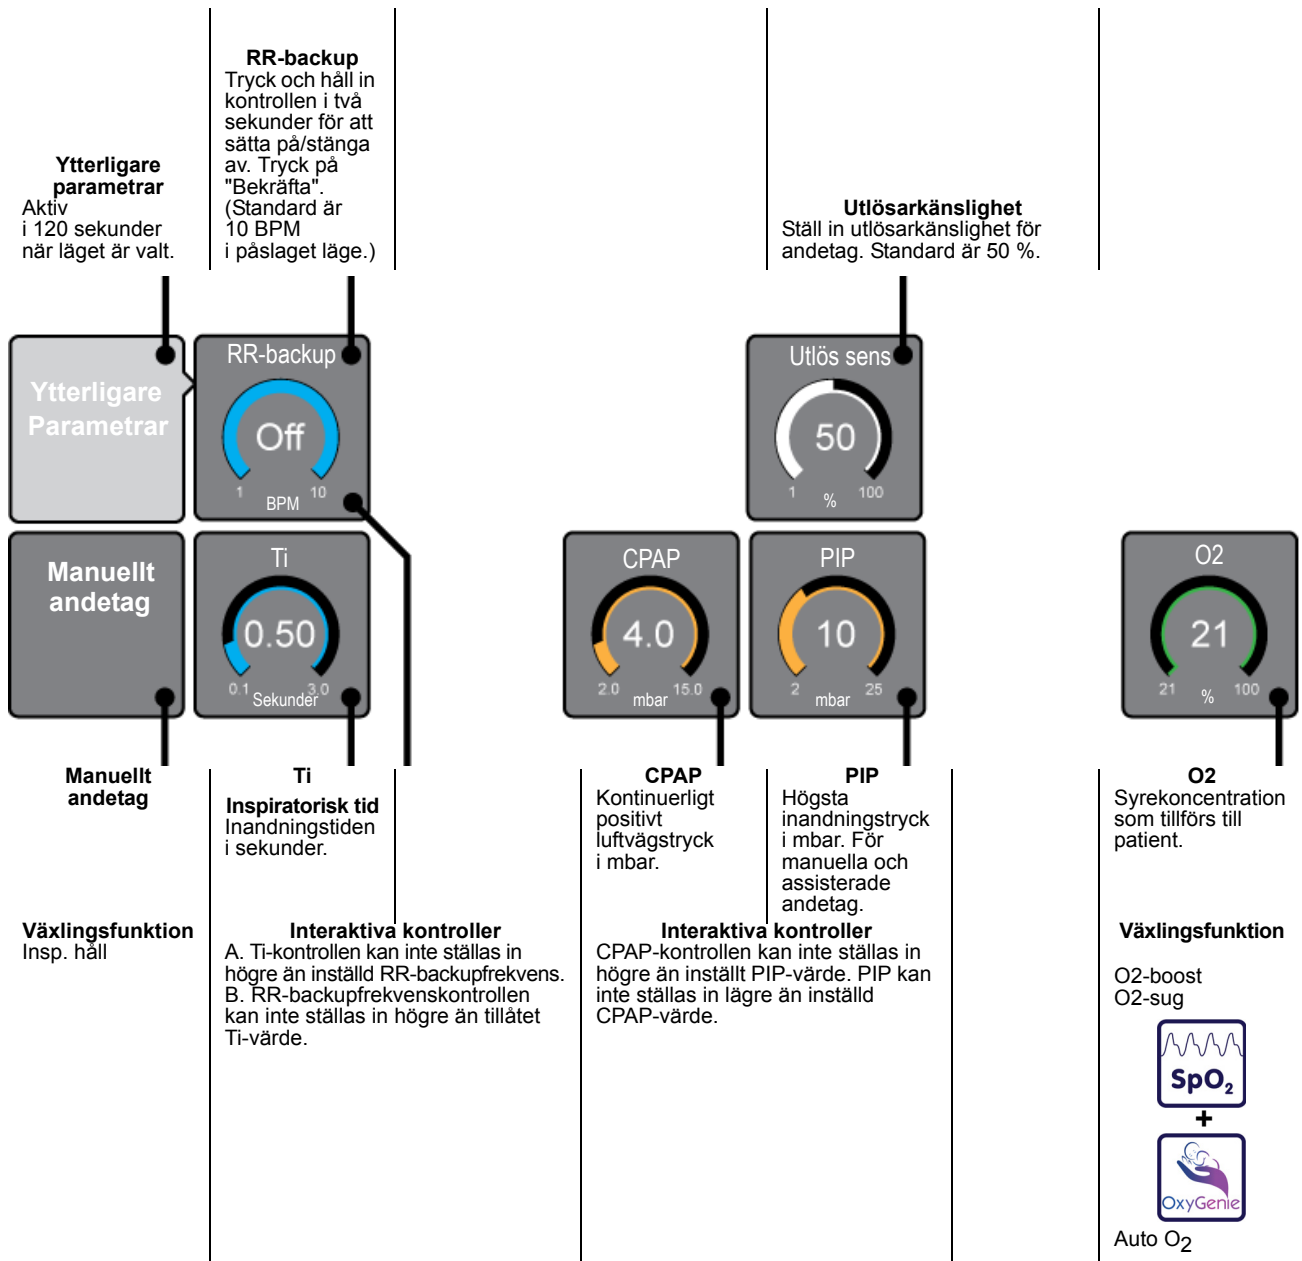 RR-backup
Tryck och håll in
kontrollen i två
sekunder för att
sätta på/stänga
av. Tryck på
"Bekräfta".
(Standard är
10 BPM
i påslaget läge.)
Ytterligare
parametrar
Aktiv
i 120 sekunder
när läget är valt.
Utlösarkänslighet
Ställ in utlösarkänslighet för
andetag. Standard är 50 %.
Ytterligare
Parametrar
RR-backup
Off
1 10
BPM
Utlös sens
50
1 100
%
Manuellt
andetag
Ti
0.50
0.1 3.0
Sekunder
CPAP
4.0
2.0 15.0
mbar
PIP
10
2 25
mbar
O2
21
21 100
%
Manuellt
andetag
Ti
Inspiratorisk tid
Inandningstiden
i sekunder.
CPAP
Kontinuerligt
positivt
luftvägstryck
i mbar.
PIP
Högsta
inandningstryck
i mbar. För
manuella och
assisterade
andetag.
O2
Syrekoncentration
som tillförs till
patient.
Växlingsfunktion
Insp. håll
Interaktiva kontroller
A. Ti-kontrollen kan inte ställas in
högre än inställd RR-backupfrekvens.
B. RR-backupfrekvenskontrollen
kan inte ställas in högre än tillåtet
Ti-värde.
Interaktiva kontroller
CPAP-kontrollen kan inte ställas in
högre än inställt PIP-värde. PIP kan
inte ställas in lägre än inställd
CPAP-värde.
Växlingsfunktion
O2-boost
O2-sug
SpO2
+
OxyGenie
Auto O2